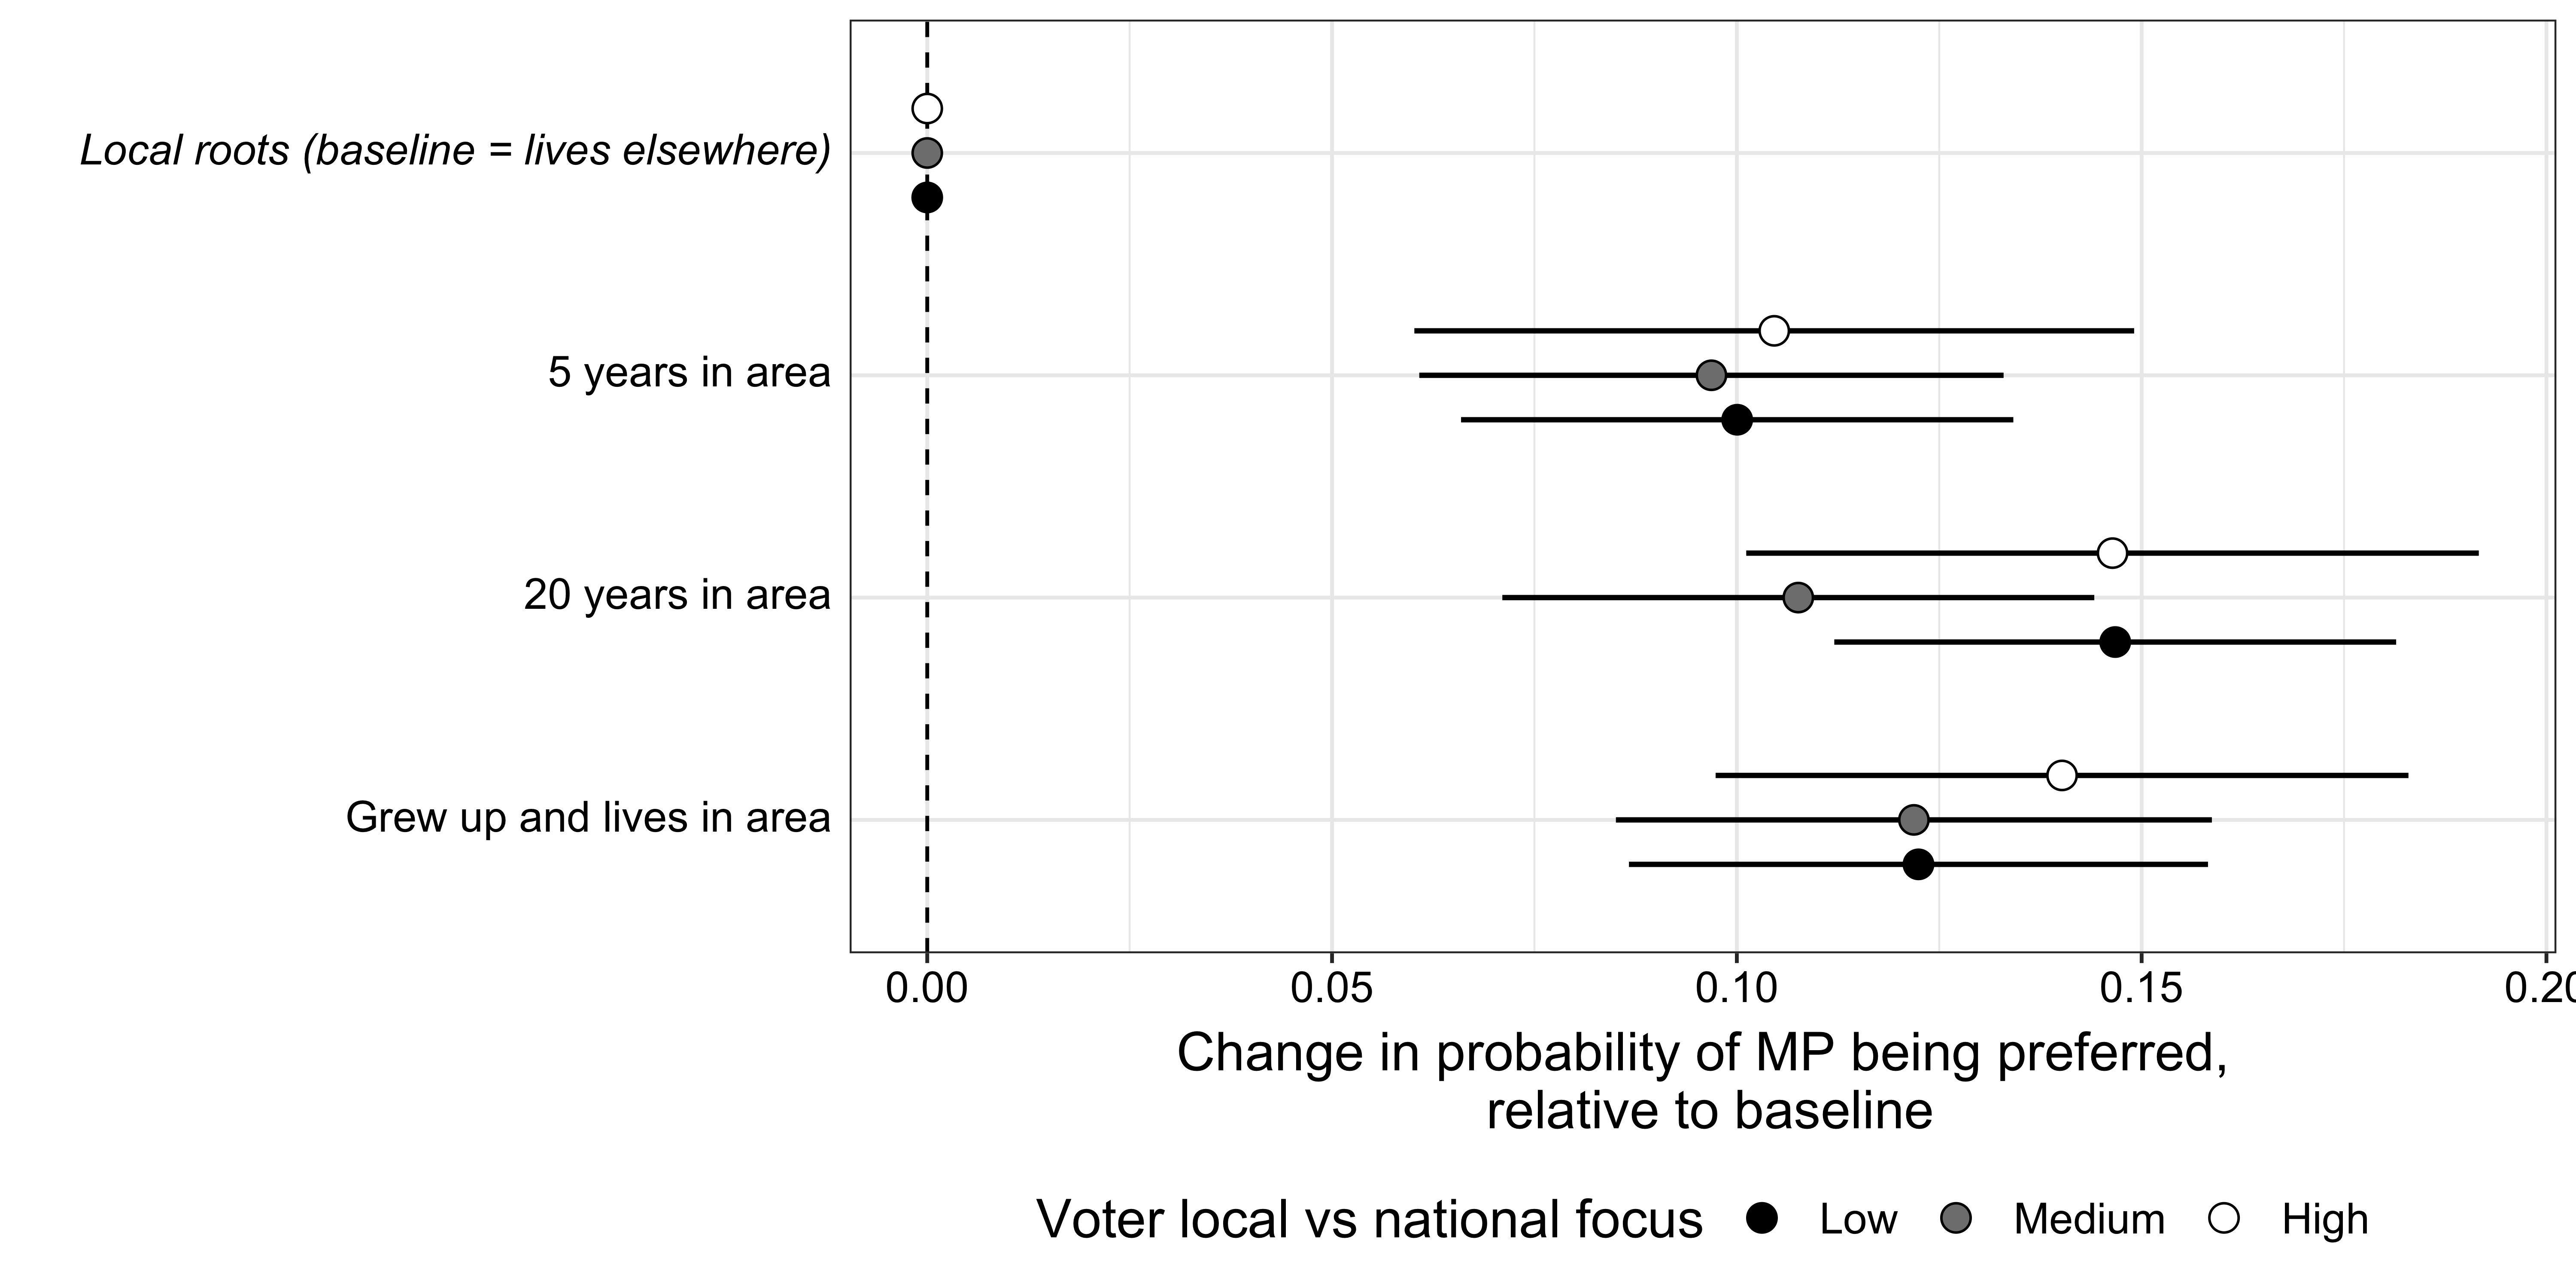 Local roots (baseline = lives elsewhere)
5 years in area
20 years in area
Grew up and lives in area
0.00 0.05 0.10 0.15 0.20
Change in probability of MP being preferred,
relative to baseline
Voter local vs national focus Low Medium High